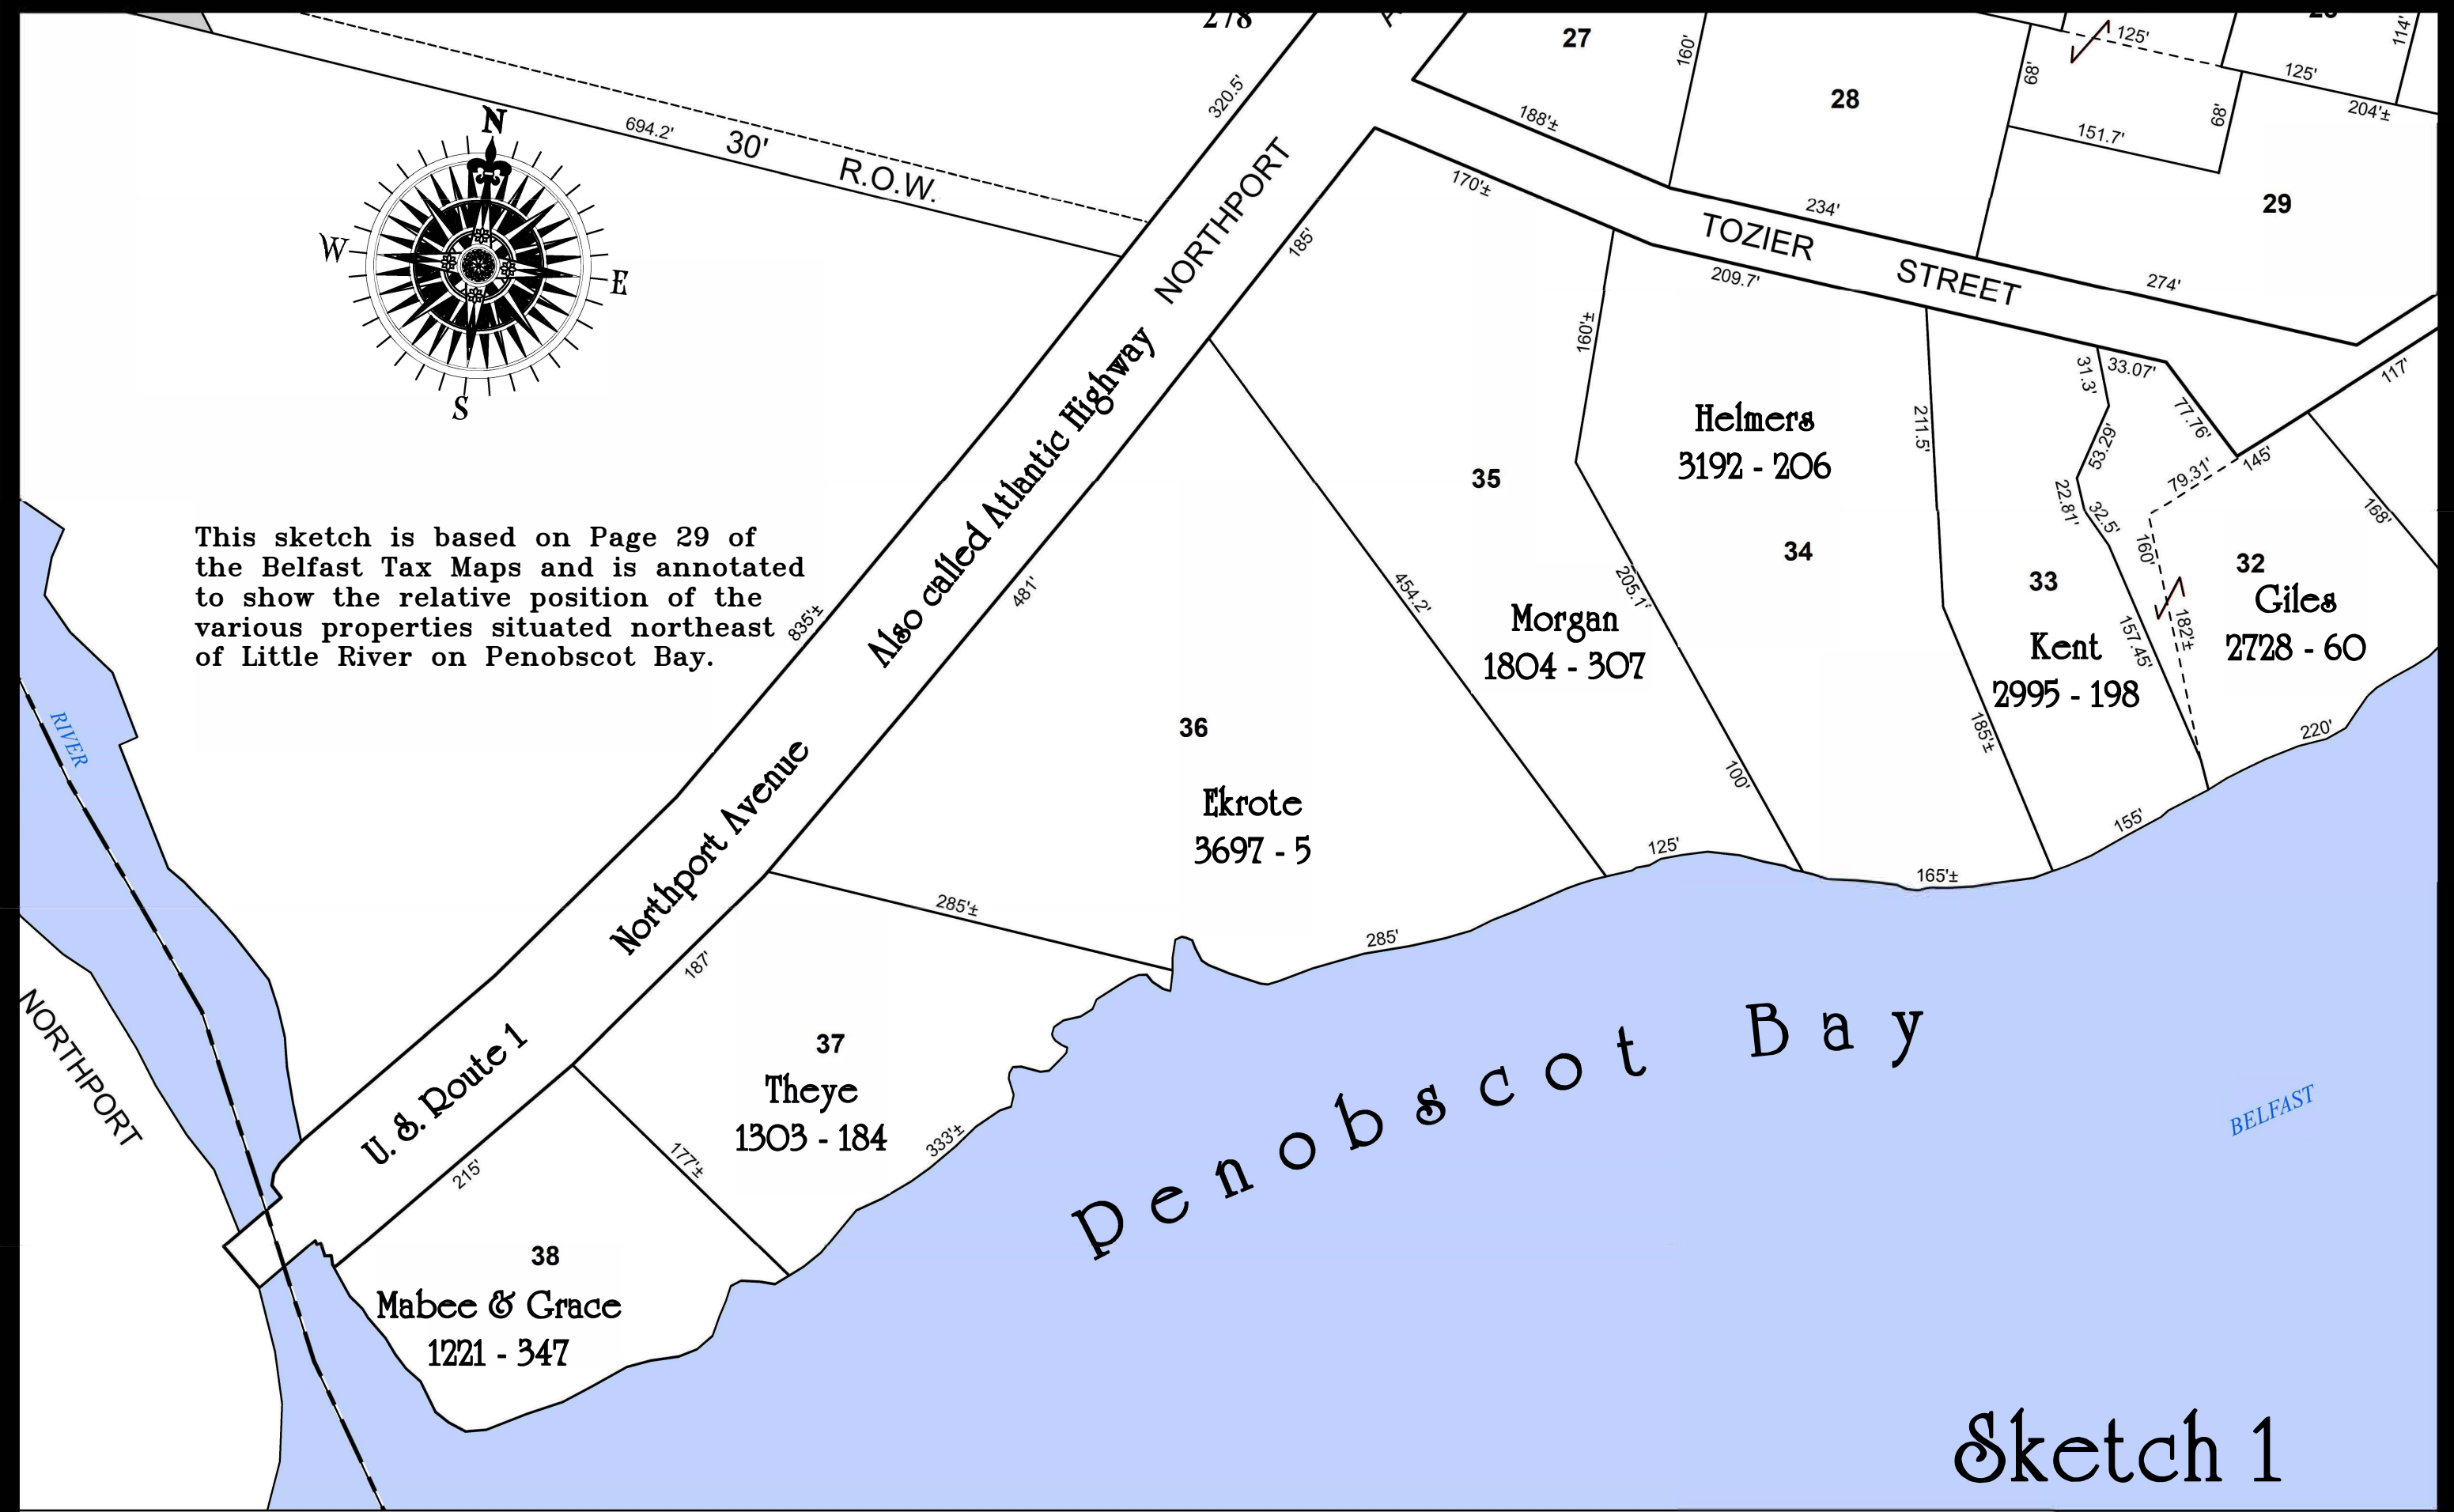 278
27
160'
28
68'
125'
114'
125'
204'±
68'
151.7'
29
320.5'
188'±
694.2'
30' R.O.W.
N
W
E
S
NORTHPORT
185'
170'±
234'
TOZIER STREET
209.7'
274'
117'
160'±
31.3'
33.07'
77.76'
53.29'
79.31'
145'
22.81'
32.5'
160'
182'±
168'
157.45'
Helmers
3192 - 206
34
211.5'
185'±
35
205.1'
100'
454.2'
Morgan
1804 - 307
33
Kent
2995 - 198
32
Giles
2728 - 60
220'
155'
165'±
125'
This sketch is based on Page 29 of
the Belfast Tax Maps and is annotated
to show the relative position of the
various properties situated northeast
of Little River on Penobscot Bay.
835'±
Also called Atlantic Highway
481'
RIVER
36
Ekrote
3697 - 5
Northport Avenue
285'±
285'
187'
NORTHPORT
U. S. Route 1
215'
37
Theye
1303 - 184
177'±
333'±
38
Mabee & Grace
1221 - 347
Penobscot Bay
BELFAST
Sketch 1